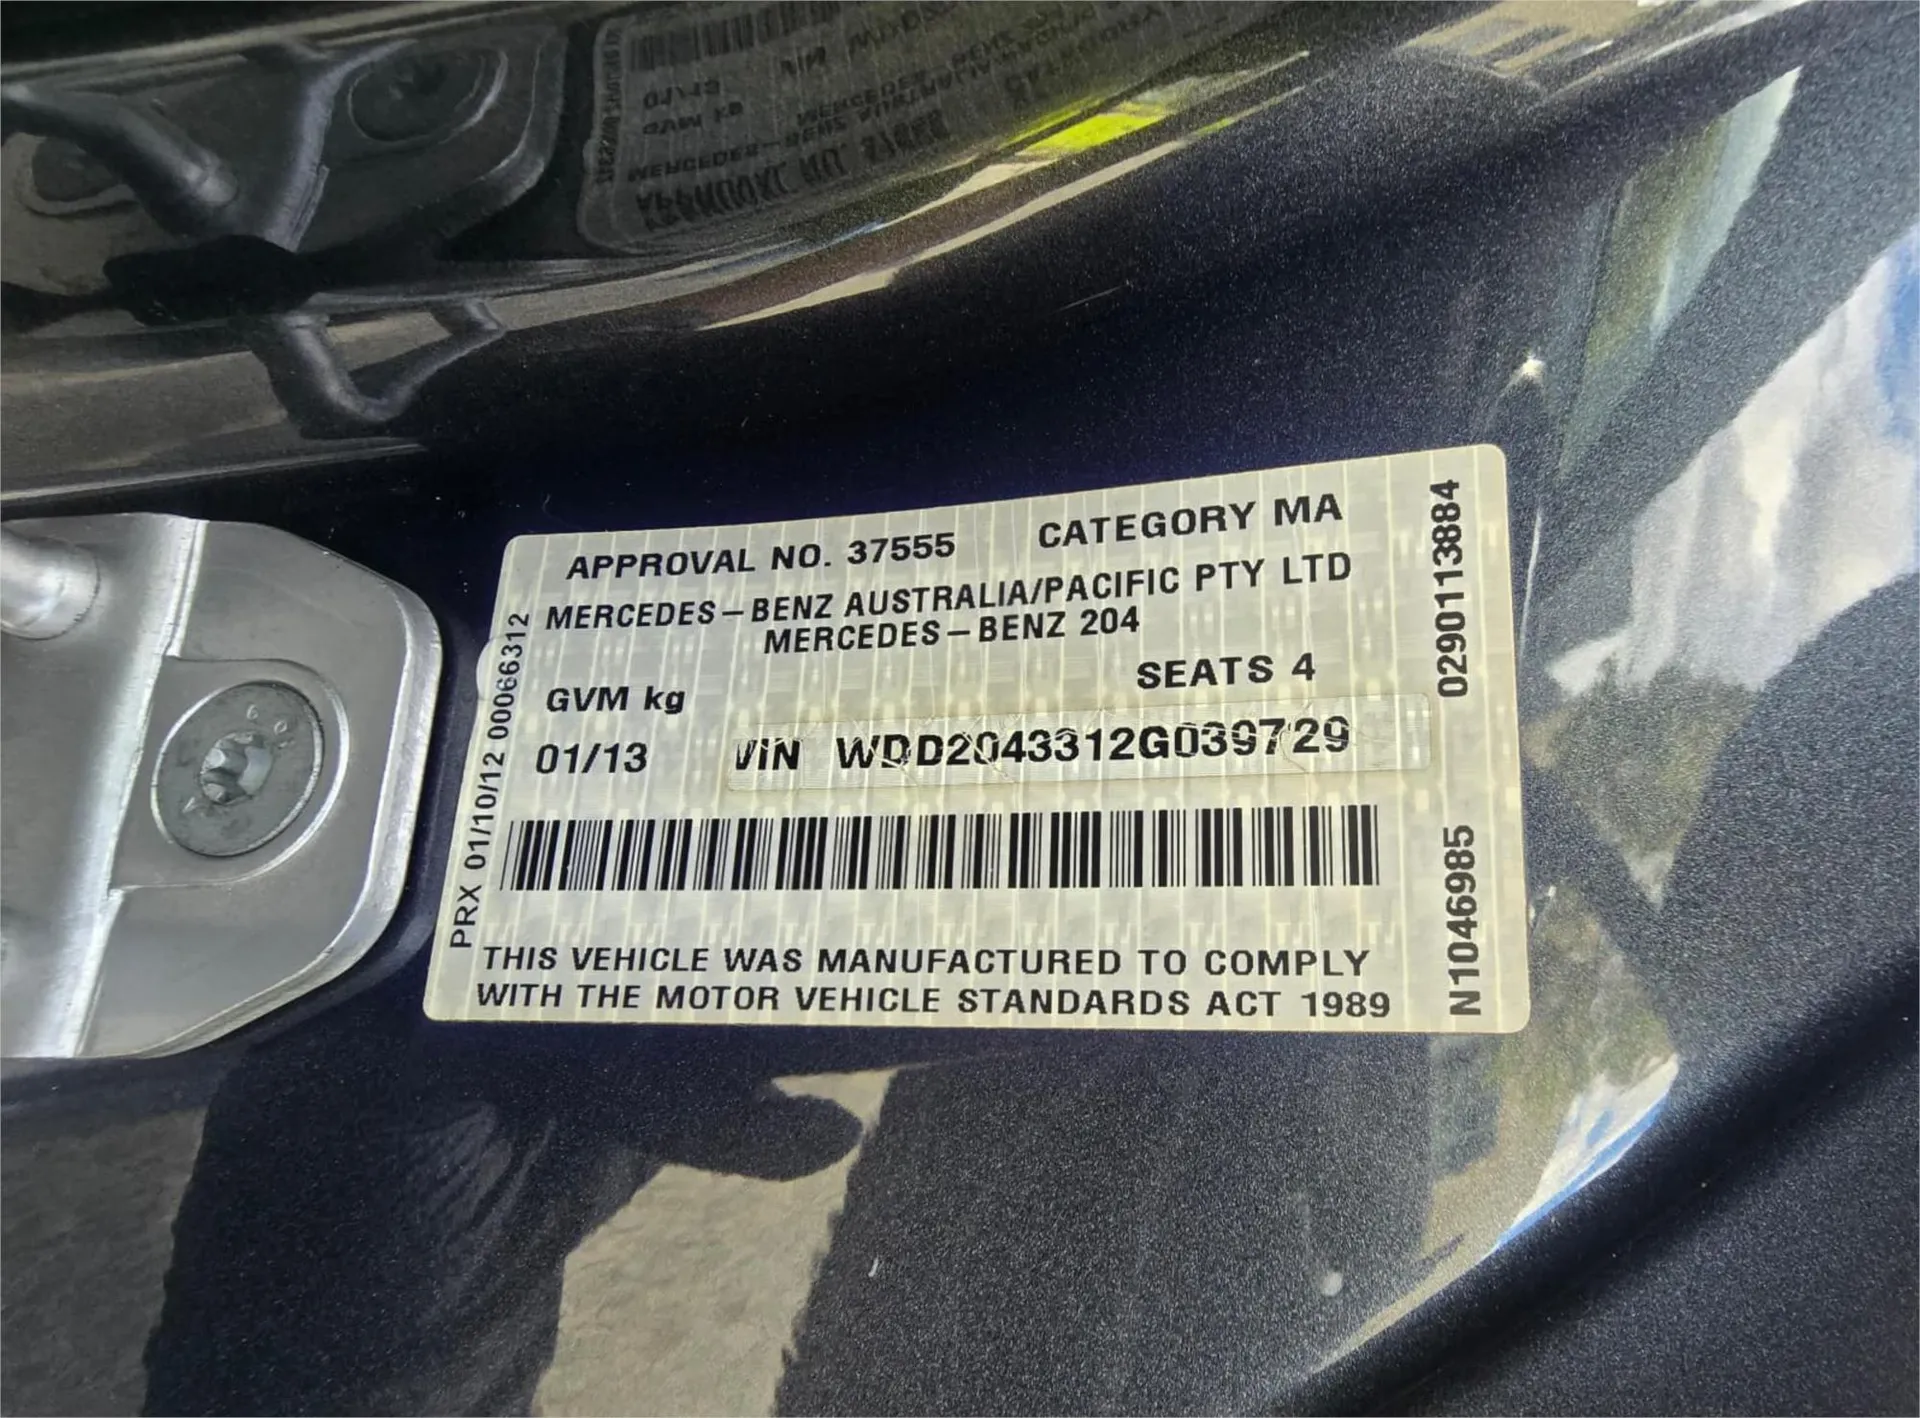 APPROVAL NO. 37555 CATEGORY MA
MERCEDES-BENZ AUSTRALIA/PACIFIC PTY LTD
MERCEDES-BENZ 204
SEATS 4
GVM kg
01/13 VIN WDD2043312G039729
THIS VEHICLE WAS MANUFACTURED TO COMPLY
WITH THE MOTOR VEHICLE STANDARDS ACT 1989
PRX 01/10/12 00066312
0290113884
N1046985